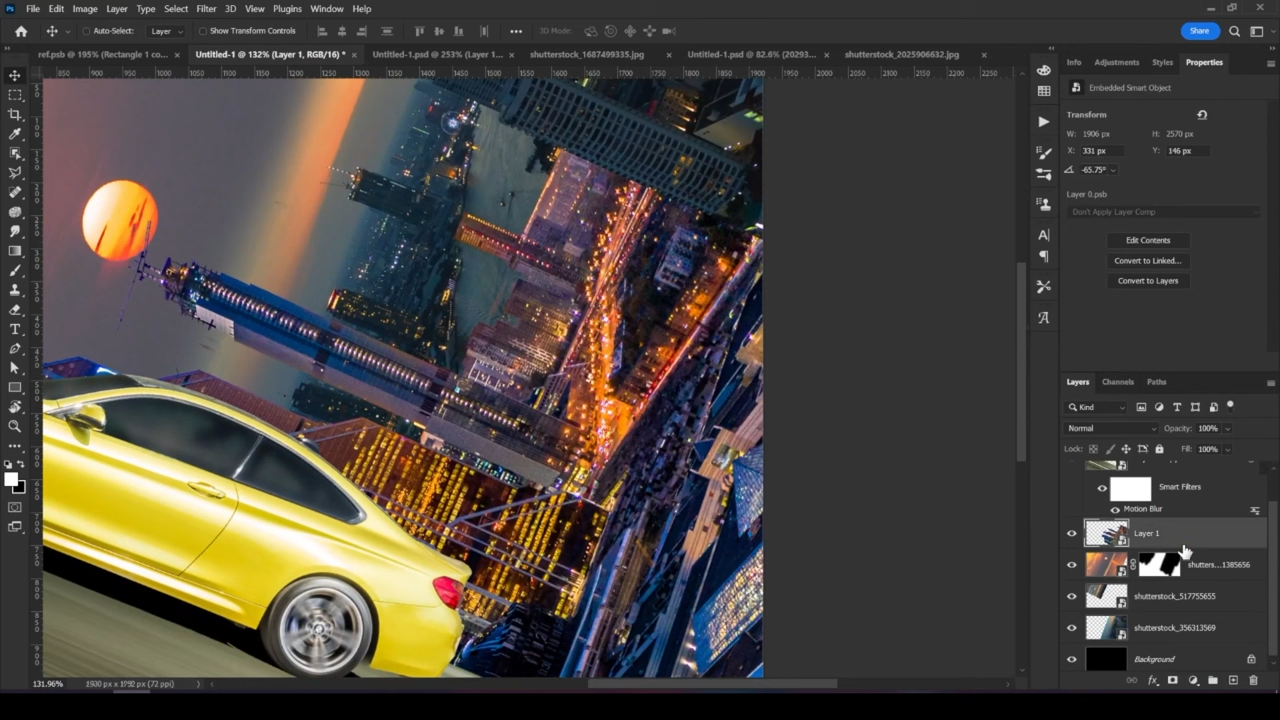 Ps File Edit Image Layer Type Select Filter 3D View Plugins Window Help
Auto-Select: Layer Show Transform Controls 3D Mode: Share
ref.psb @ 195% (Rectangle 1 co... × Untitled-1 @ 132% (Layer 1, RGB/16) * × Untitled-1.psd @ 253% (Layer 1... × shutterstock_1687499335.jpg × Untitled-1.psd @ 82.6% (20293... × shutterstock_2025906632.jpg ×
850 900 950 1000 1050 1100 1150 1200 1250 1300 1350 1400 1450 1500 1550 1600 1650 1700 1750 1800 1850 1900 1950 2000 2050 2100 2150 2200 2250
Info Adjustments Styles Properties
Embedded Smart Object
Transform
W: 1906 px H: 2570 px
X: 331 px Y: 146 px
-65.75°
Layer 0.psb
Don't Apply Layer Comp
Edit Contents
Convert to Linked...
Convert to Layers
Layers Channels Paths
Kind
Normal Opacity: 100%
Lock: Fill: 100%
Smart Filters
Motion Blur
Layer 1
shutters...1385656
shutterstock_517755655
shutterstock_356313569
Background
131.96% 1930 px x 1992 px (72 ppi)